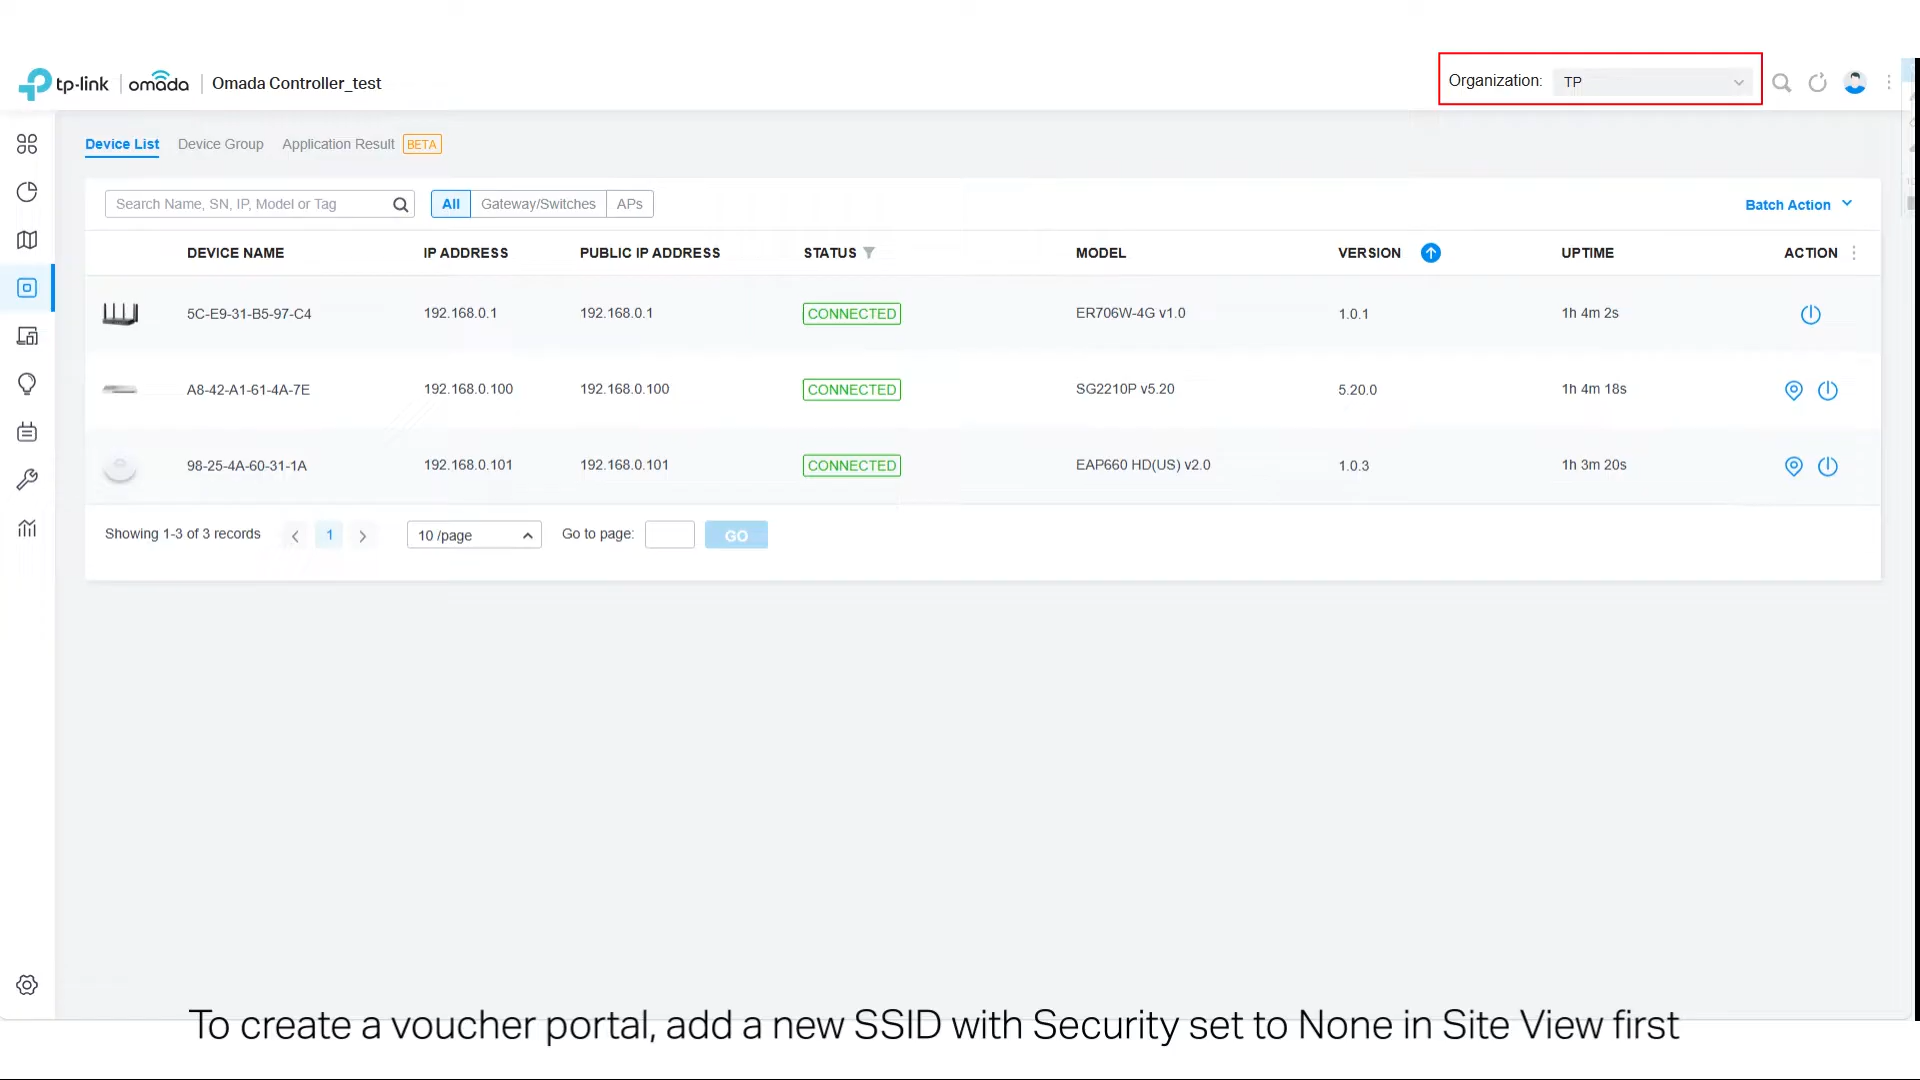 tp-link | omada | Omada Controller_test
Organization: TP
Device List Device Group Application Result BETA
Search Name, SN, IP, Model or Tag All Gateway/Switches APs Batch Action
DEVICE NAME IP ADDRESS PUBLIC IP ADDRESS STATUS MODEL VERSION UPTIME ACTION
5C-E9-31-B5-97-C4 192.168.0.1 192.168.0.1 CONNECTED ER706W-4G v1.0 1.0.1 1h 4m 2s
A8-42-A1-61-4A-7E 192.168.0.100 192.168.0.100 CONNECTED SG2210P v5.20 5.20.0 1h 4m 18s
98-25-4A-60-31-1A 192.168.0.101 192.168.0.101 CONNECTED EAP660 HD(US) v2.0 1.0.3 1h 3m 20s
Showing 1-3 of 3 records 1 10 /page Go to page: GO
To create a voucher portal, add a new SSID with Security set to None in Site View first